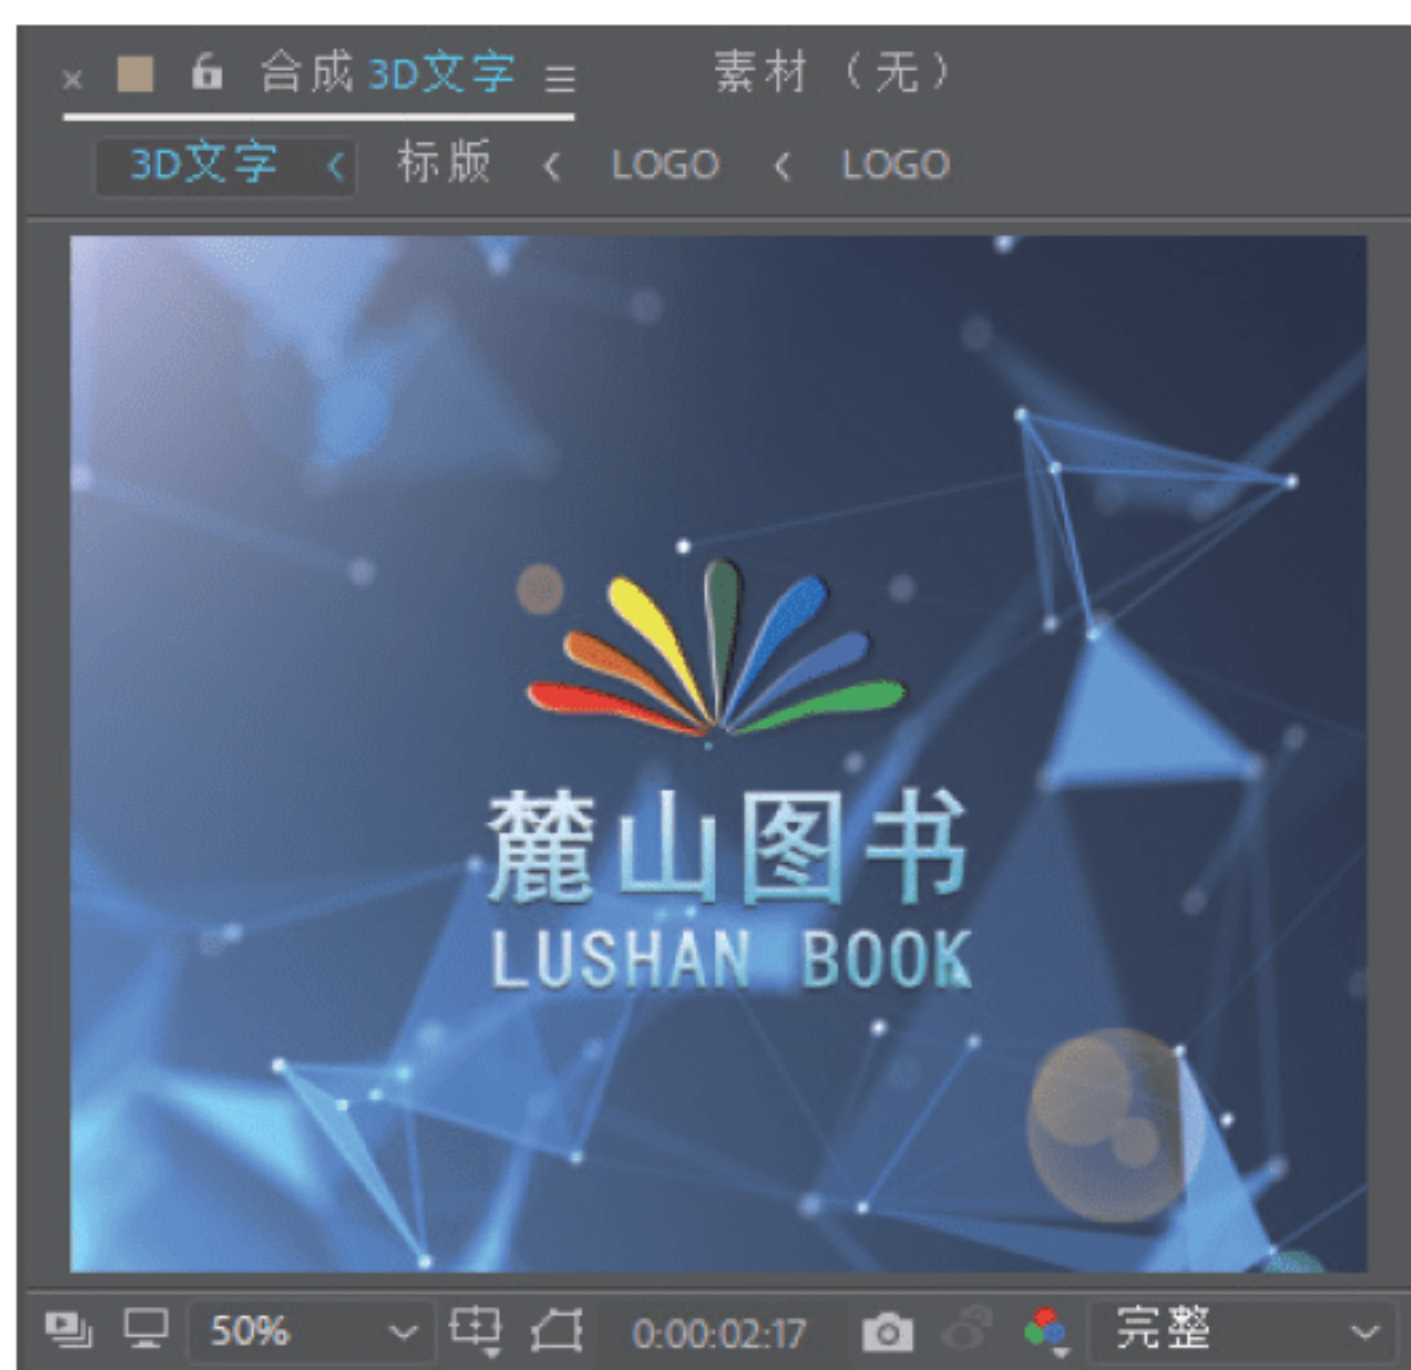 × 合成 3D文字 ≡ 素材 （无）
3D文字 < 标版 < LOGO < LOGO
麓山图书
LUSHAN BOOK
50% 0:00:02:17 完整